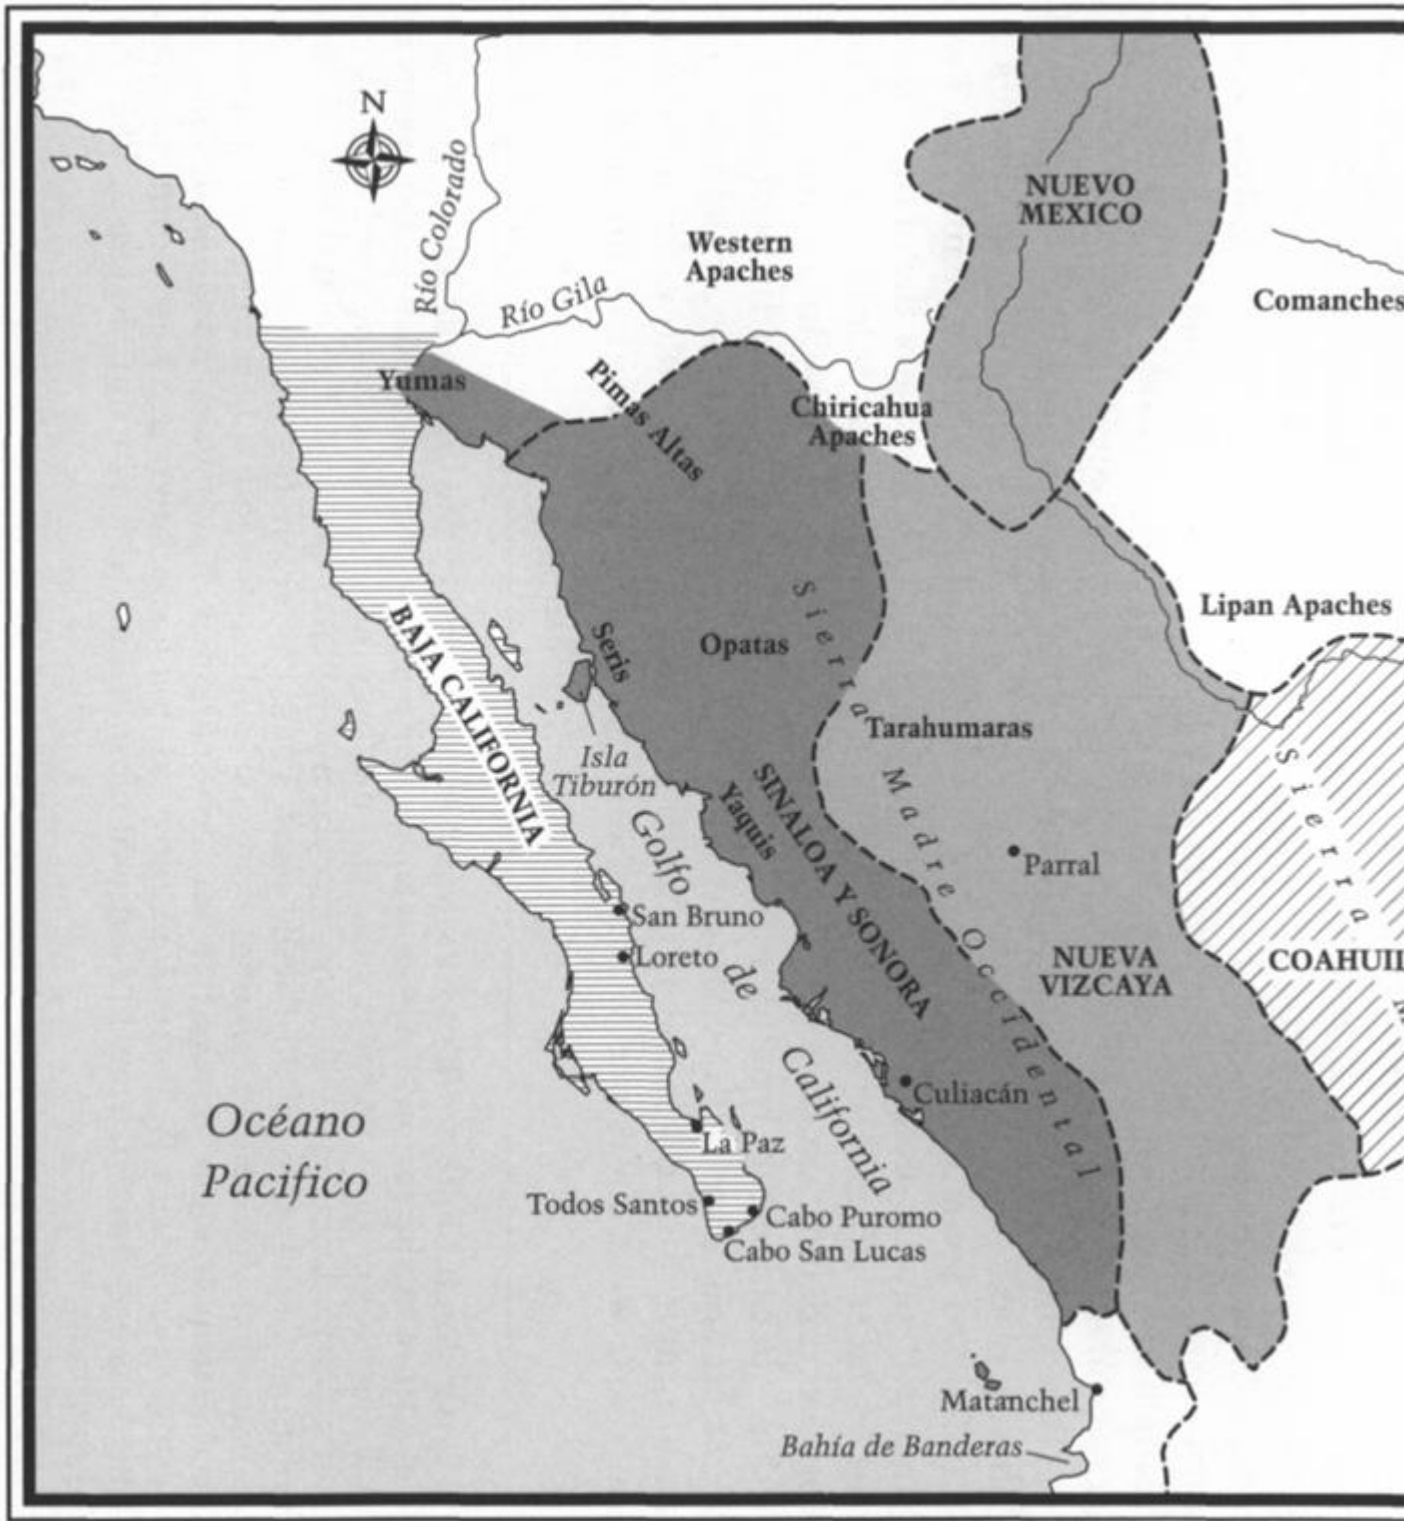 N
Río Colorado
NUEVO
MEXICO
Western
Apaches
Río Gila
Comanches
Yumas
Pimas Altas
Chiricahua
Apaches
Lipan Apaches
BAJA CALIFORNIA
Seris
Opatas
Sierra Madre Occidental
Tarahumaras
Isla
Tiburón
Golfo de California
Yaquis
SINALOA Y SONORA
Sierra M
Parral
San Bruno
Loreto
NUEVA
VIZCAYA
COAHUIL
Culiacán
Océano
Pacifico
La Paz
Todos Santos
Cabo Puromo
Cabo San Lucas
Matanchel
Bahía de Banderas